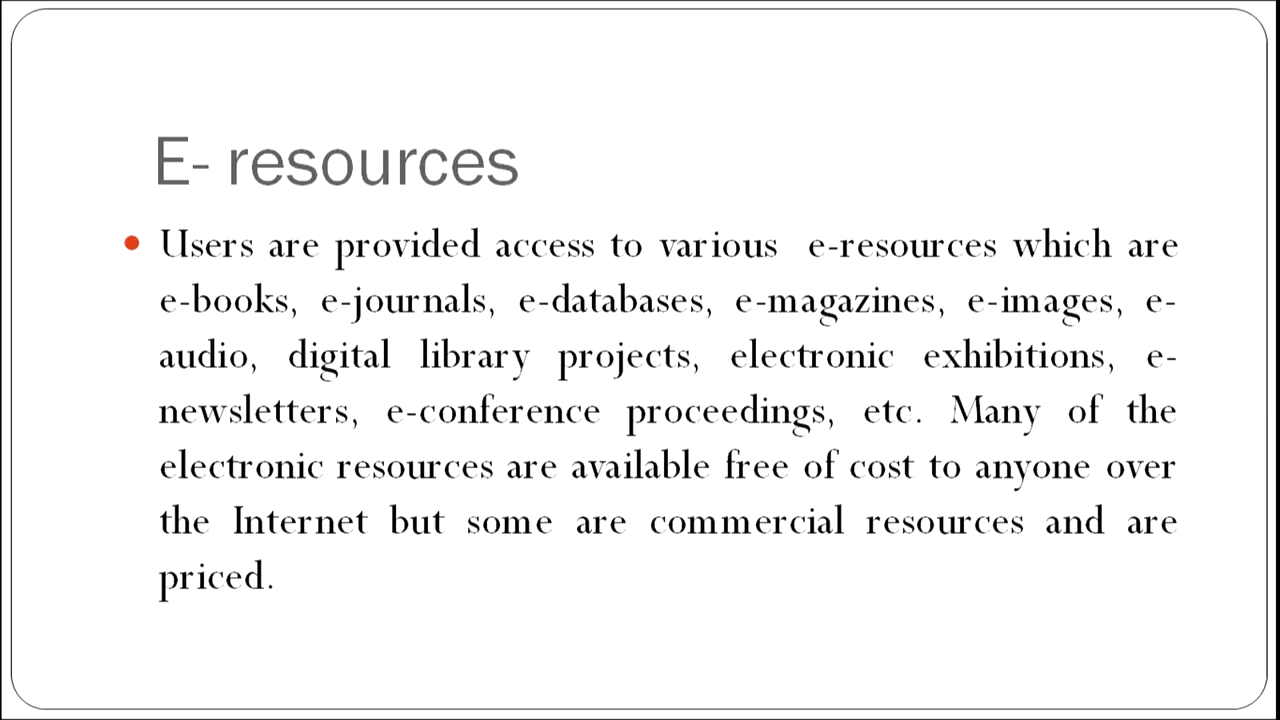 E- resources
Users are provided access to various e-resources which are
e-books, e-journals, e-databases, e-magazines, e-images, e-
audio, digital library projects, electronic exhibitions, e-
newsletters, e-conference proceedings, etc. Many of the
electronic resources are available free of cost to anyone over
the Internet but some are commercial resources and are
priced.